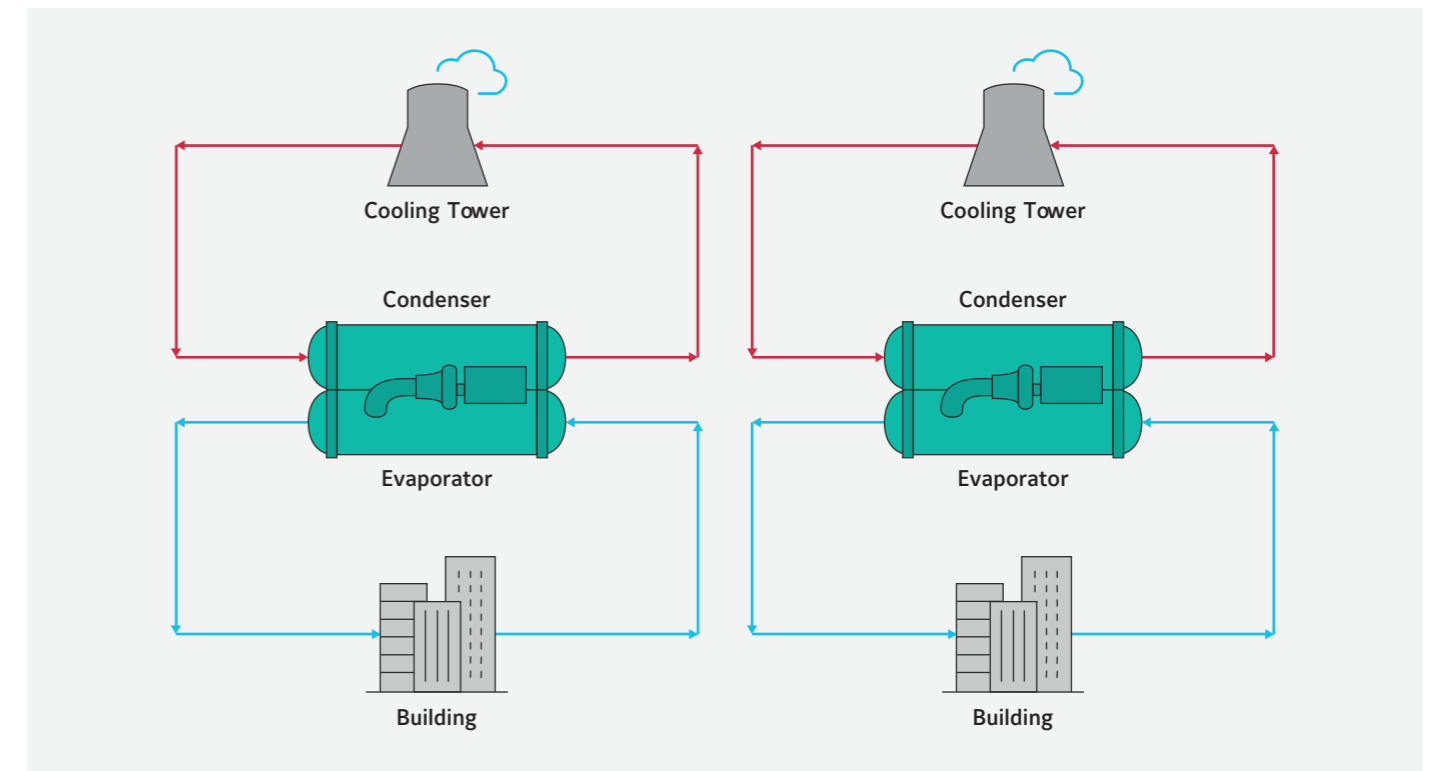 Cooling Tower
Cooling Tower
Condenser
Condenser
Evaporator
Evaporator
Building
Building